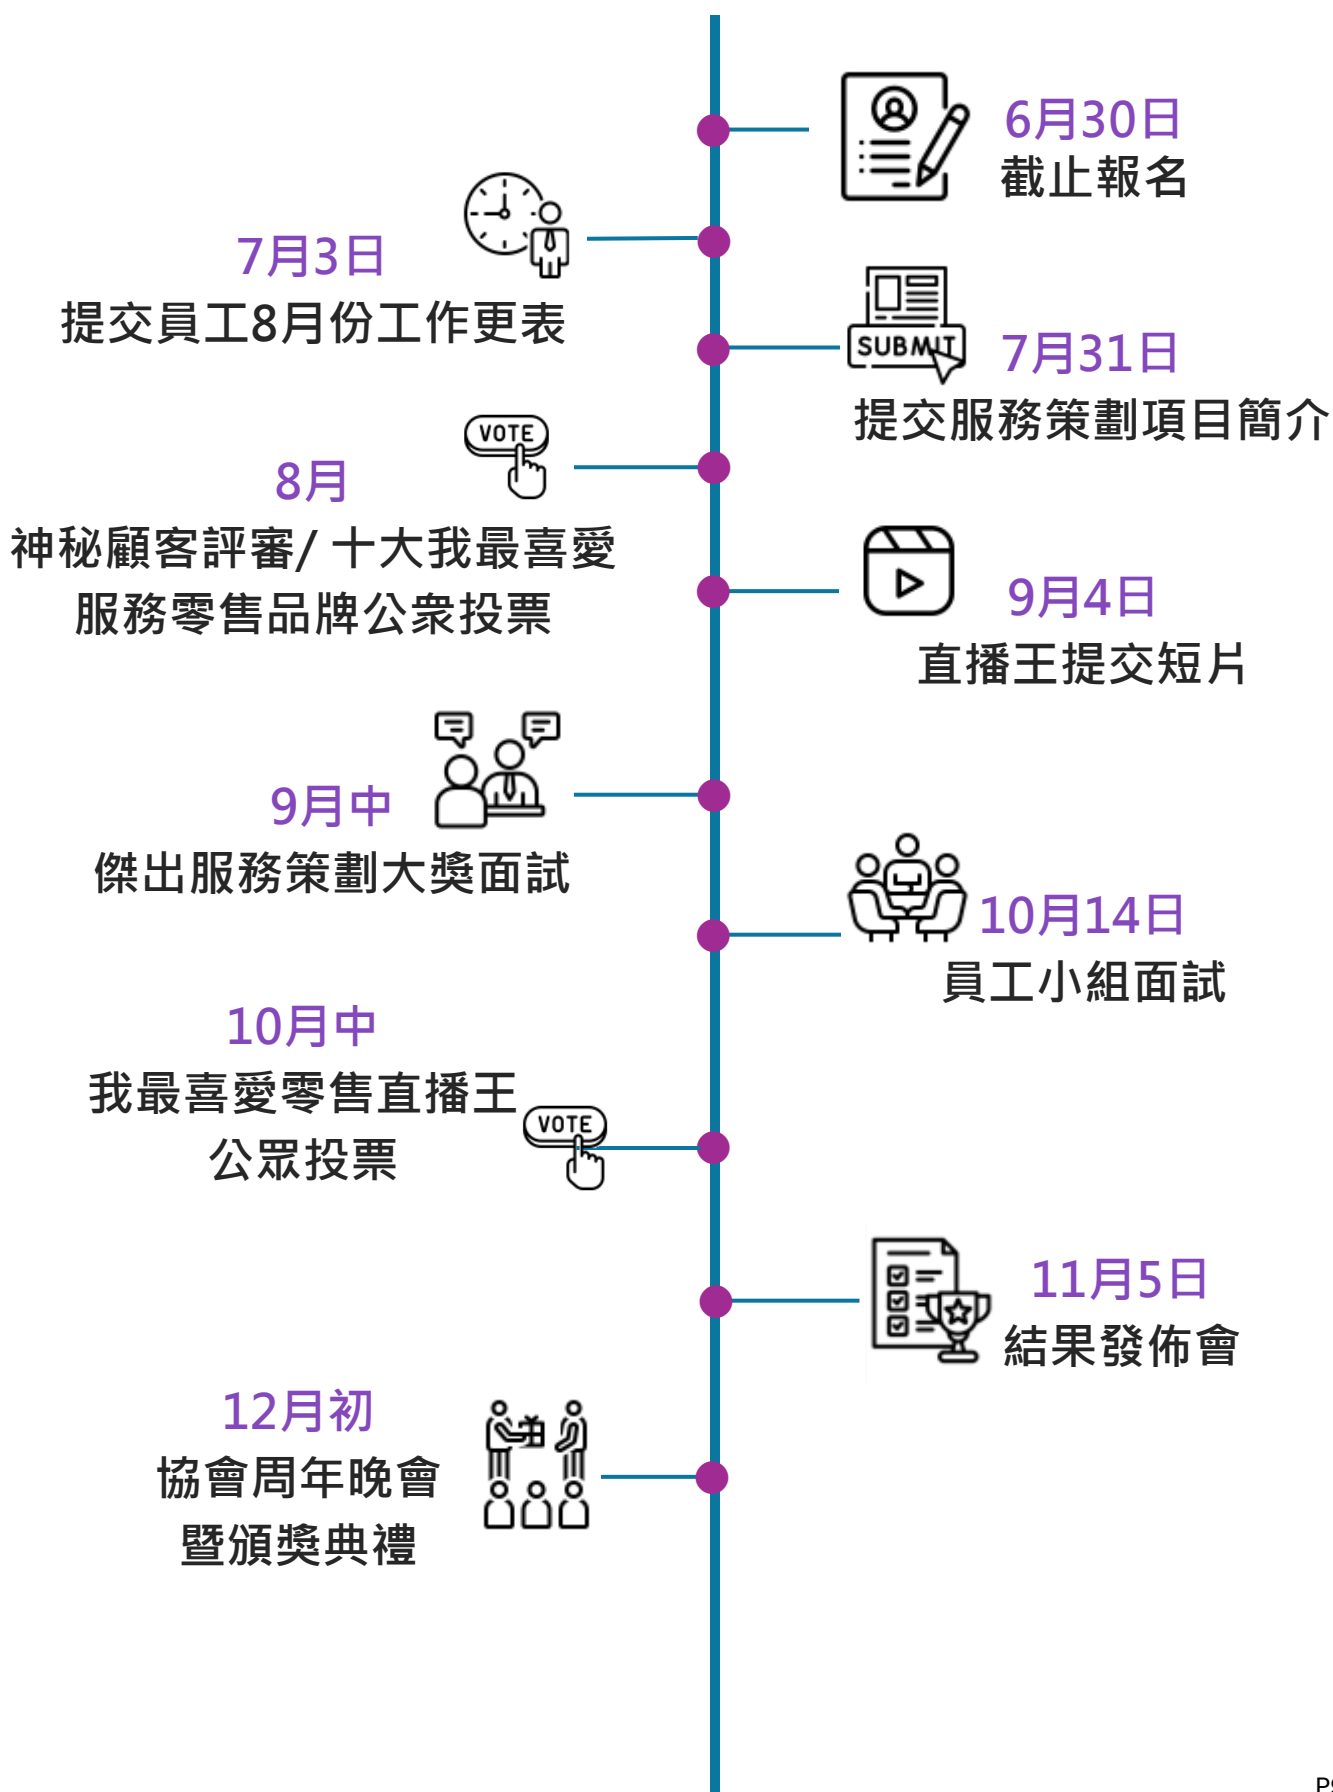 6月30日
截止報名
7月3日
提交員工8月份工作更表
SUBMIT
7月31日
提交服務策劃項目簡介
VOTE
8月
神秘顧客評審/ 十大我最喜愛
服務零售品牌公衆投票
9月4日
直播王提交短片
9月中
傑出服務策劃大獎面試
10月14日
員工小組面試
10月中
我最喜愛零售直播王
公眾投票
VOTE
11月5日
結果發佈會
12月初
協會周年晚會
暨頒獎典禮